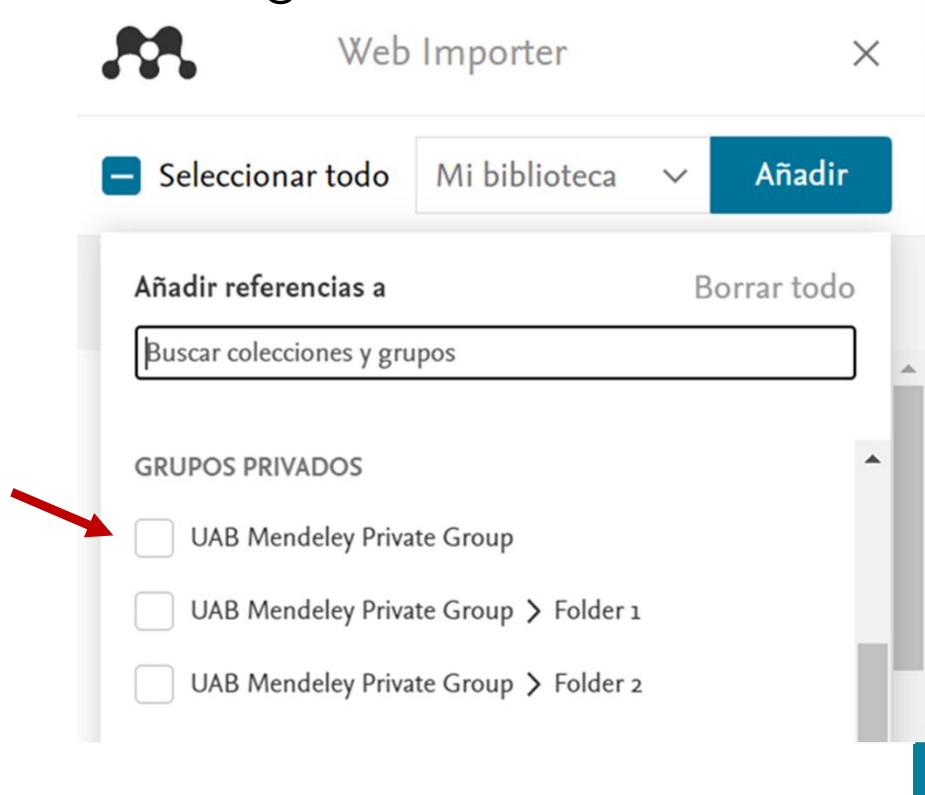 Web Importer
Seleccionar todo Mi biblioteca Añadir
Añadir referencias a Borrar todo
Buscar colecciones y grupos
GRUPOS PRIVADOS
UAB Mendeley Private Group
UAB Mendeley Private Group > Folder 1
UAB Mendeley Private Group > Folder 2